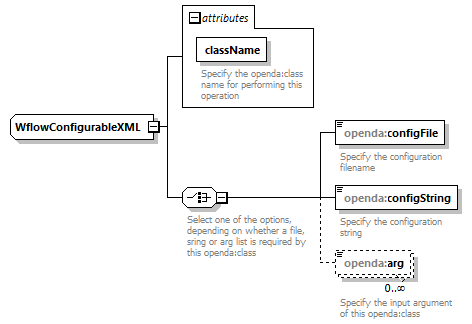 attributes
className
Specify the openda:class
name for performing this
operation
WflowConfigurableXML
openda:configFile
Specify the configuration
filename
openda:configString
Specify the configuration
string
Select one of the options,
depending on whether a file,
sring or arg list is required by
this openda:class
openda:arg
0..∞
Specify the input argument
of this openda:class